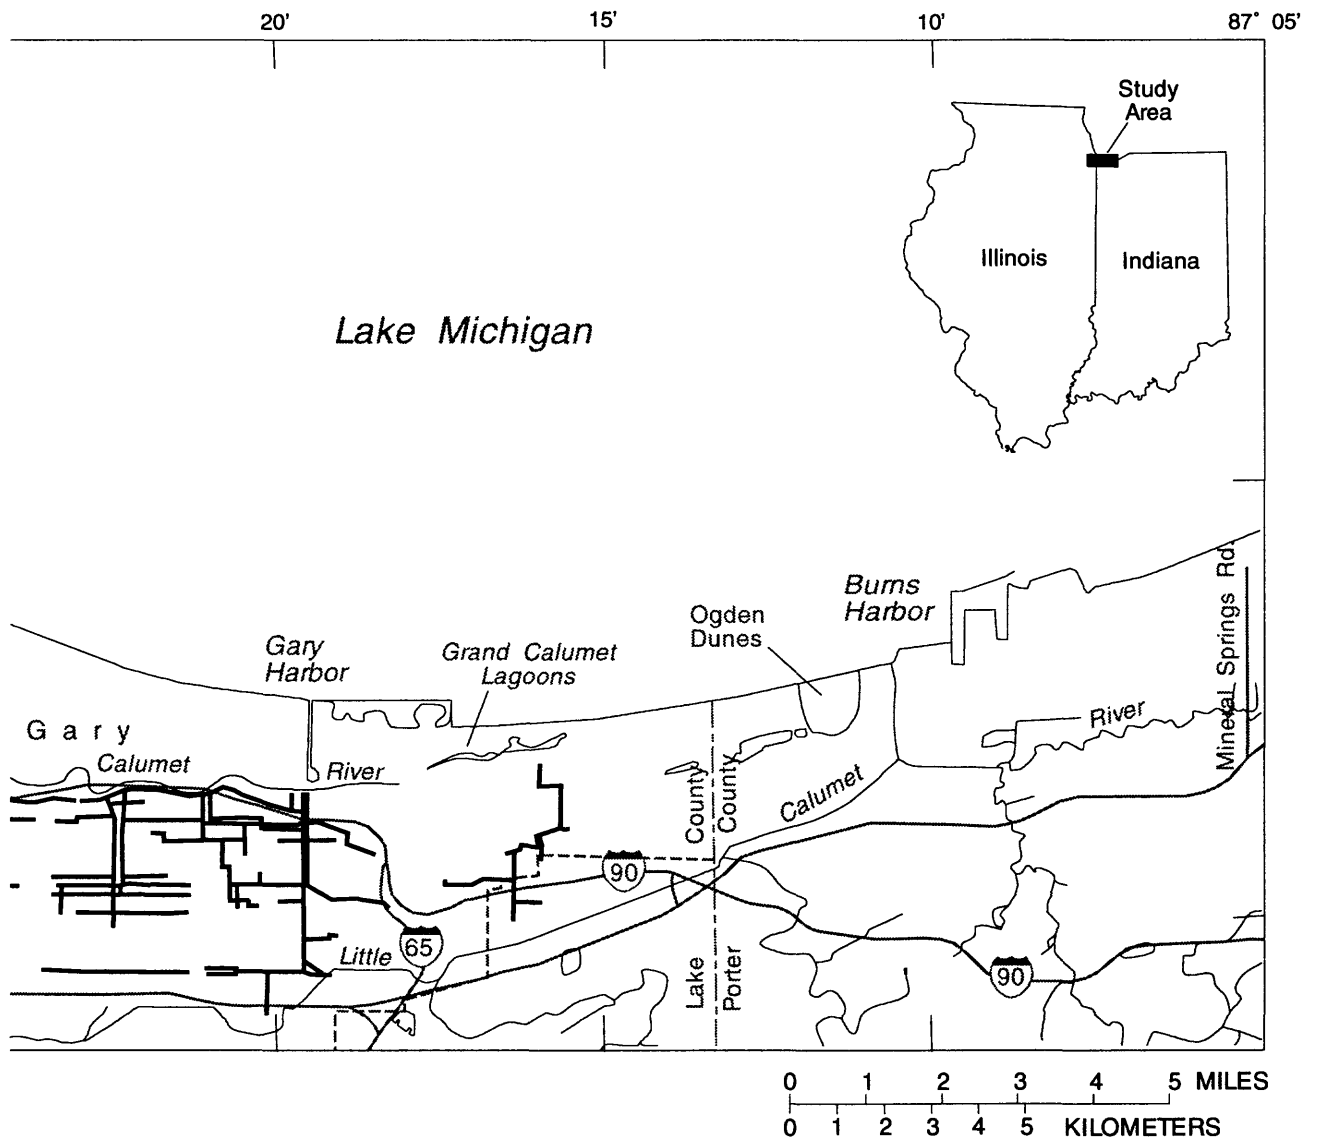 20'
15'
10'
87° 05'
Study
Area
Illinois
Indiana
Lake Michigan
Mineral Springs Rd.
Burns
Harbor
Ogden
Dunes
Gary
Harbor
Grand Calumet
Lagoons
River
Gary
Calumet
River
County
County
Calumet
90
65
Little
Lake
Porter
90
0 1 2 3 4 5 MILES
0 1 2 3 4 5 KILOMETERS